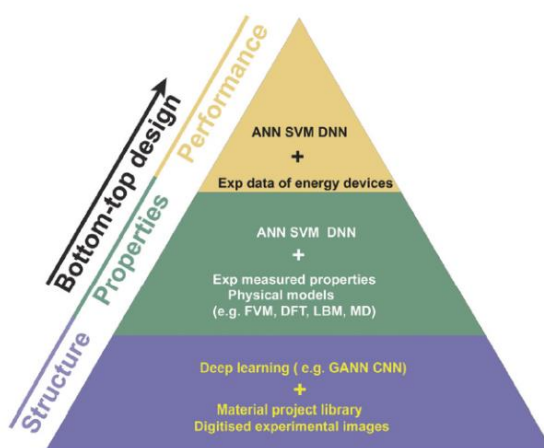 Bottom-top design
Performance
Properties
Structure
ANN SVM DNN
+
Exp data of energy devices
ANN SVM DNN
+
Exp measured properties
Physical models
(e.g. FVM, DFT, LBM, MD)
Deep learning ( e.g. GANN CNN)
+
Material project library
Digitised experimental images